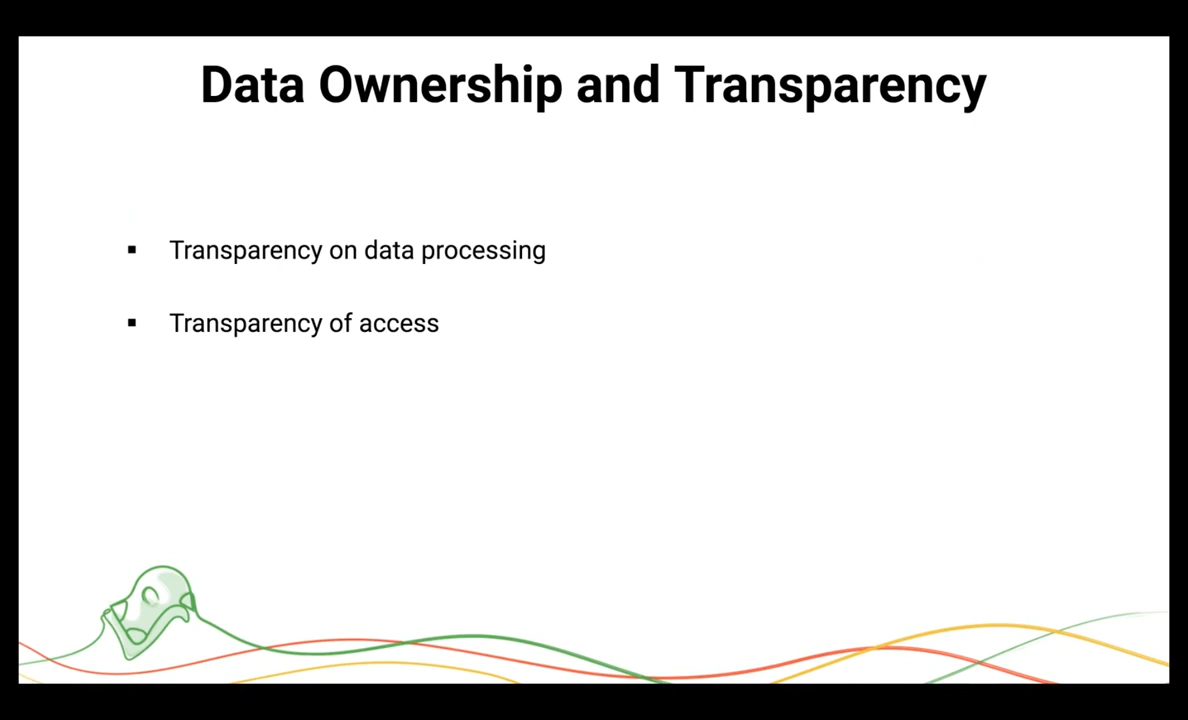 Data Ownership and Transparency
▪ Transparency on data processing
▪ Transparency of access